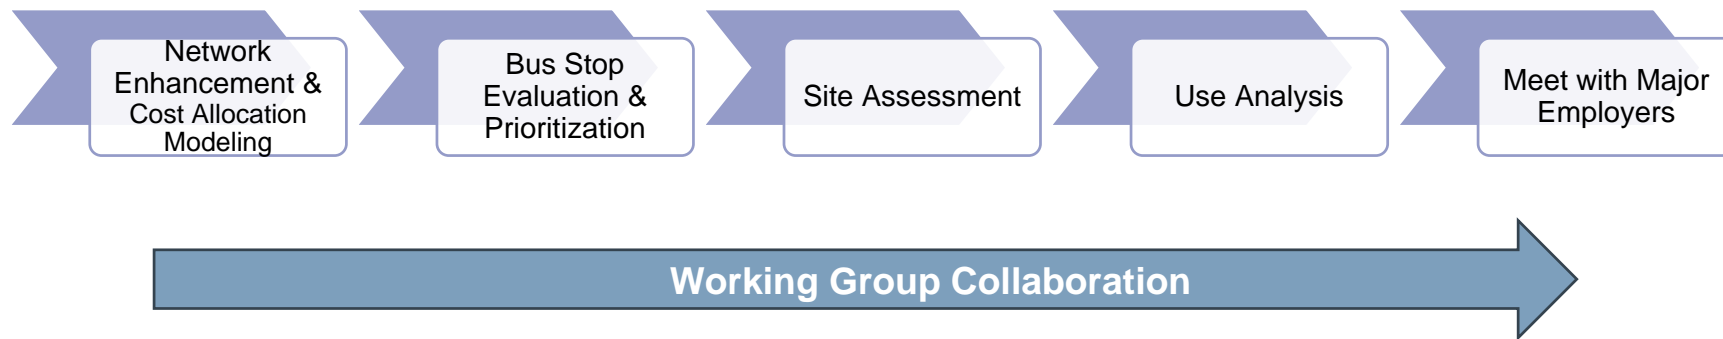 Network
Enhancement &
Cost Allocation
Modeling
Bus Stop
Evaluation &
Prioritization
Site Assessment
Use Analysis
Meet with Major
Employers
Working Group Collaboration